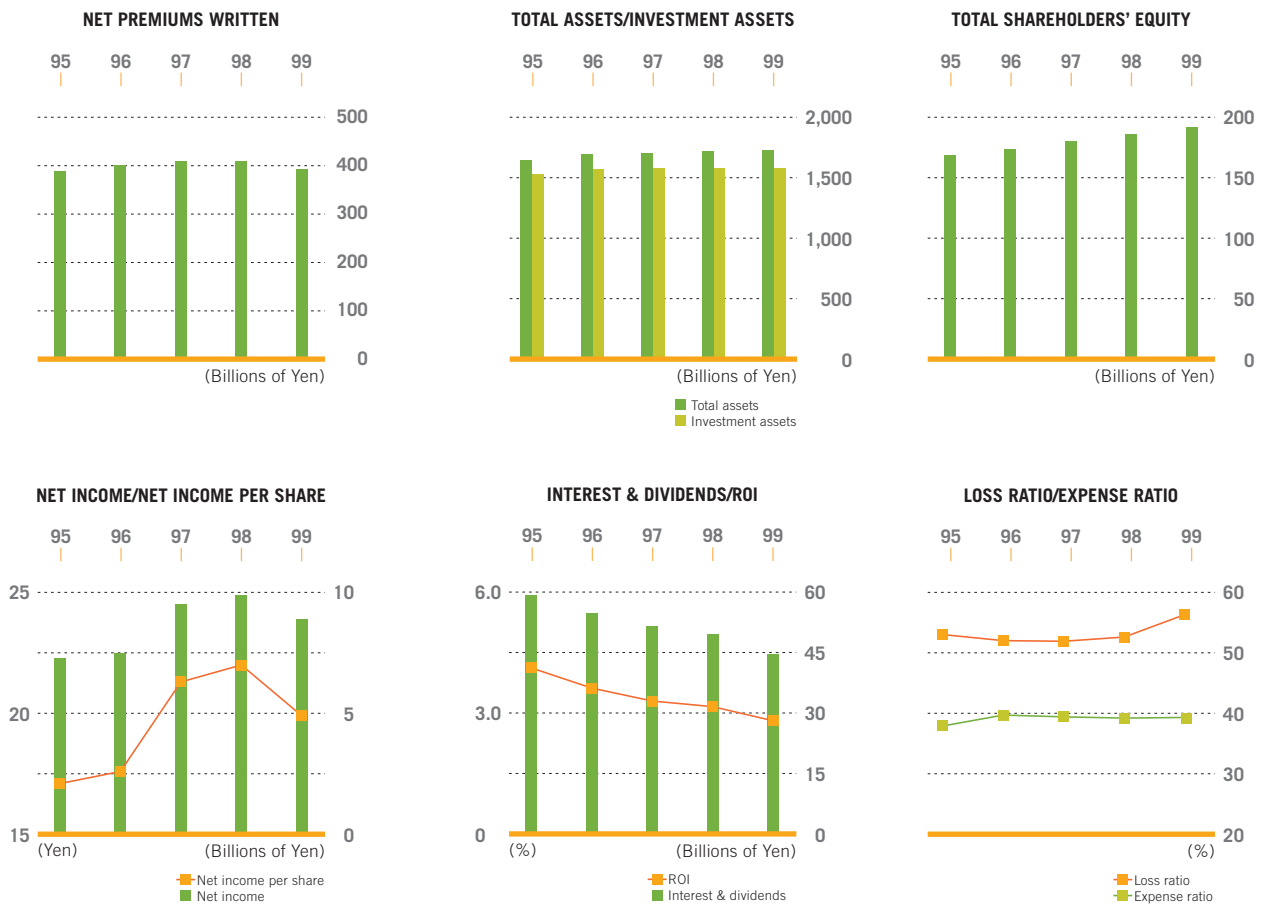 NET PREMIUMS WRITTEN
95 96 97 98 99
500
400
300
200
100
0
(Billions of Yen)
TOTAL ASSETS/INVESTMENT ASSETS
95 96 97 98 99
2,000
1,500
1,000
500
0
(Billions of Yen)
Total assets
Investment assets
TOTAL SHAREHOLDERS’ EQUITY
95 96 97 98 99
200
150
100
50
0
(Billions of Yen)
NET INCOME/NET INCOME PER SHARE
95 96 97 98 99
25 10
20 5
15 0
(Yen) (Billions of Yen)
Net income per share
Net income
INTEREST & DIVIDENDS/ROI
95 96 97 98 99
6.0 60
45
3.0 30
15
0 0
(%) (Billions of Yen)
ROI
Interest & dividends
LOSS RATIO/EXPENSE RATIO
95 96 97 98 99
60
50
40
30
20
(%)
Loss ratio
Expense ratio